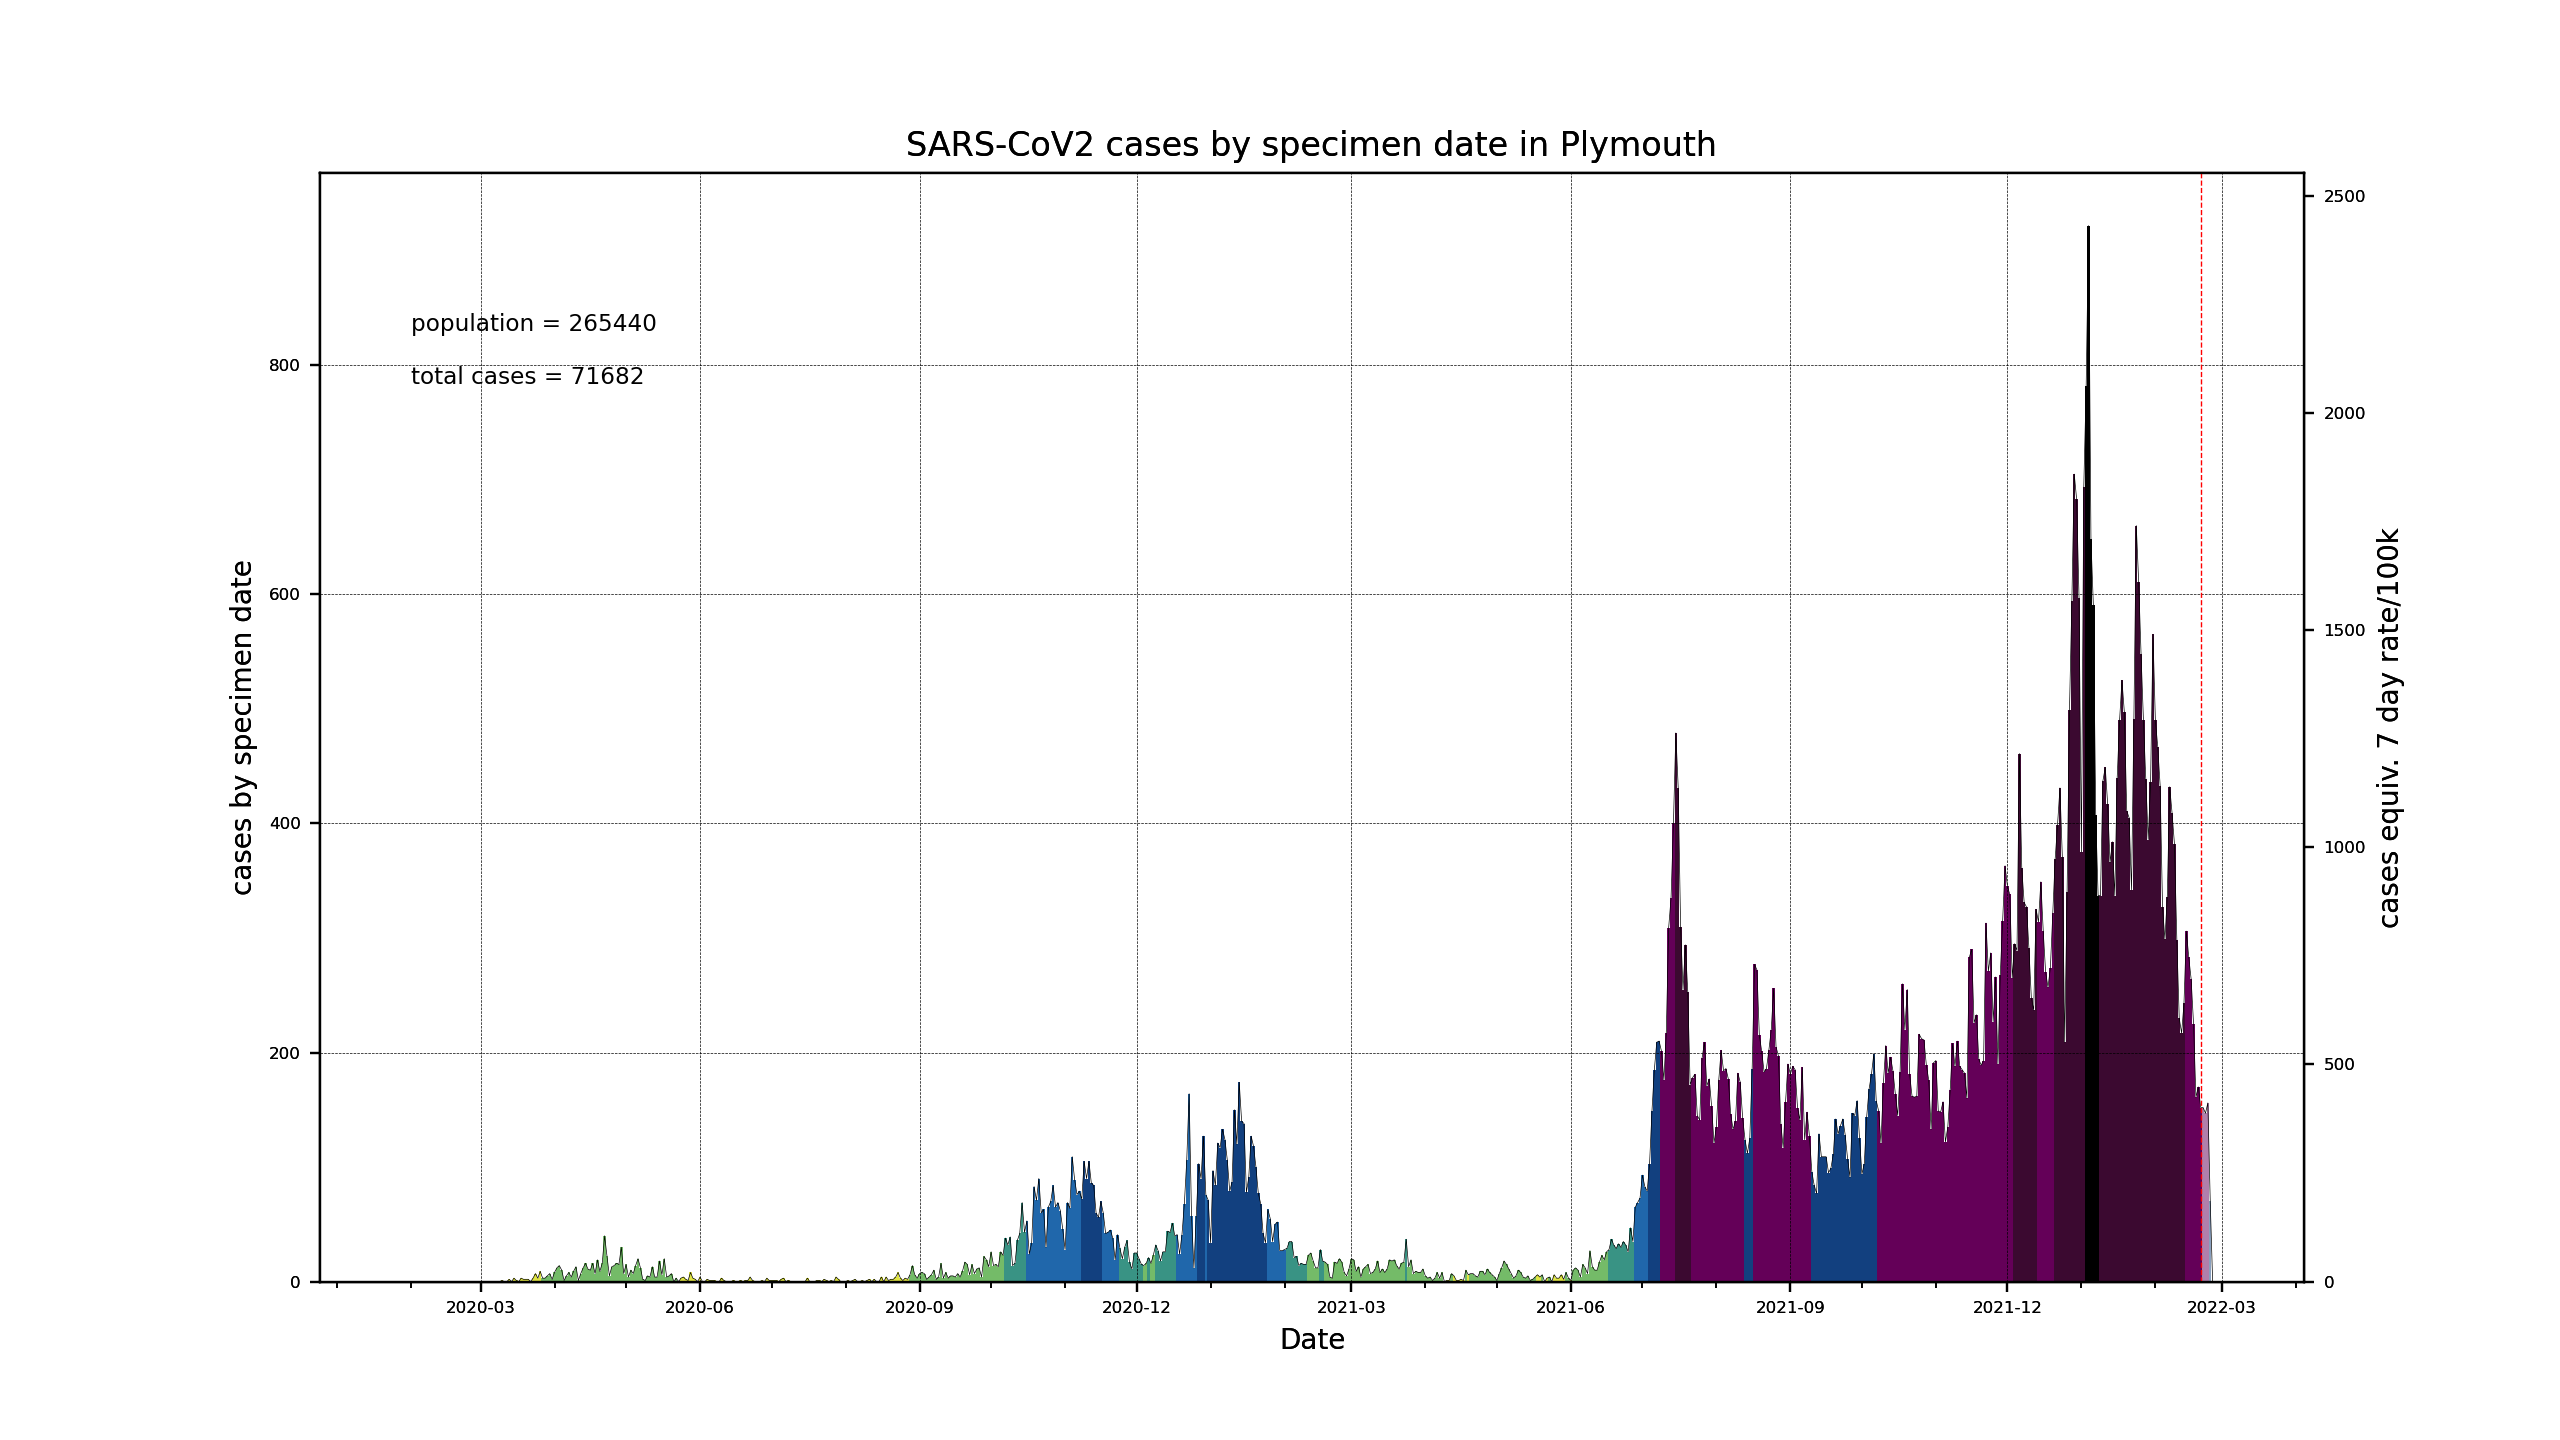 SARS-CoV2 cases by specimen date in Plymouth
population = 265440
total cases = 71682
cases by specimen date
800
600
400
200
0
2500
2000
1500
1000
500
0
cases equiv. 7 day rate/100k
2020-03 2020-06 2020-09 2020-12 2021-03 2021-06 2021-09 2021-12 2022-03
Date